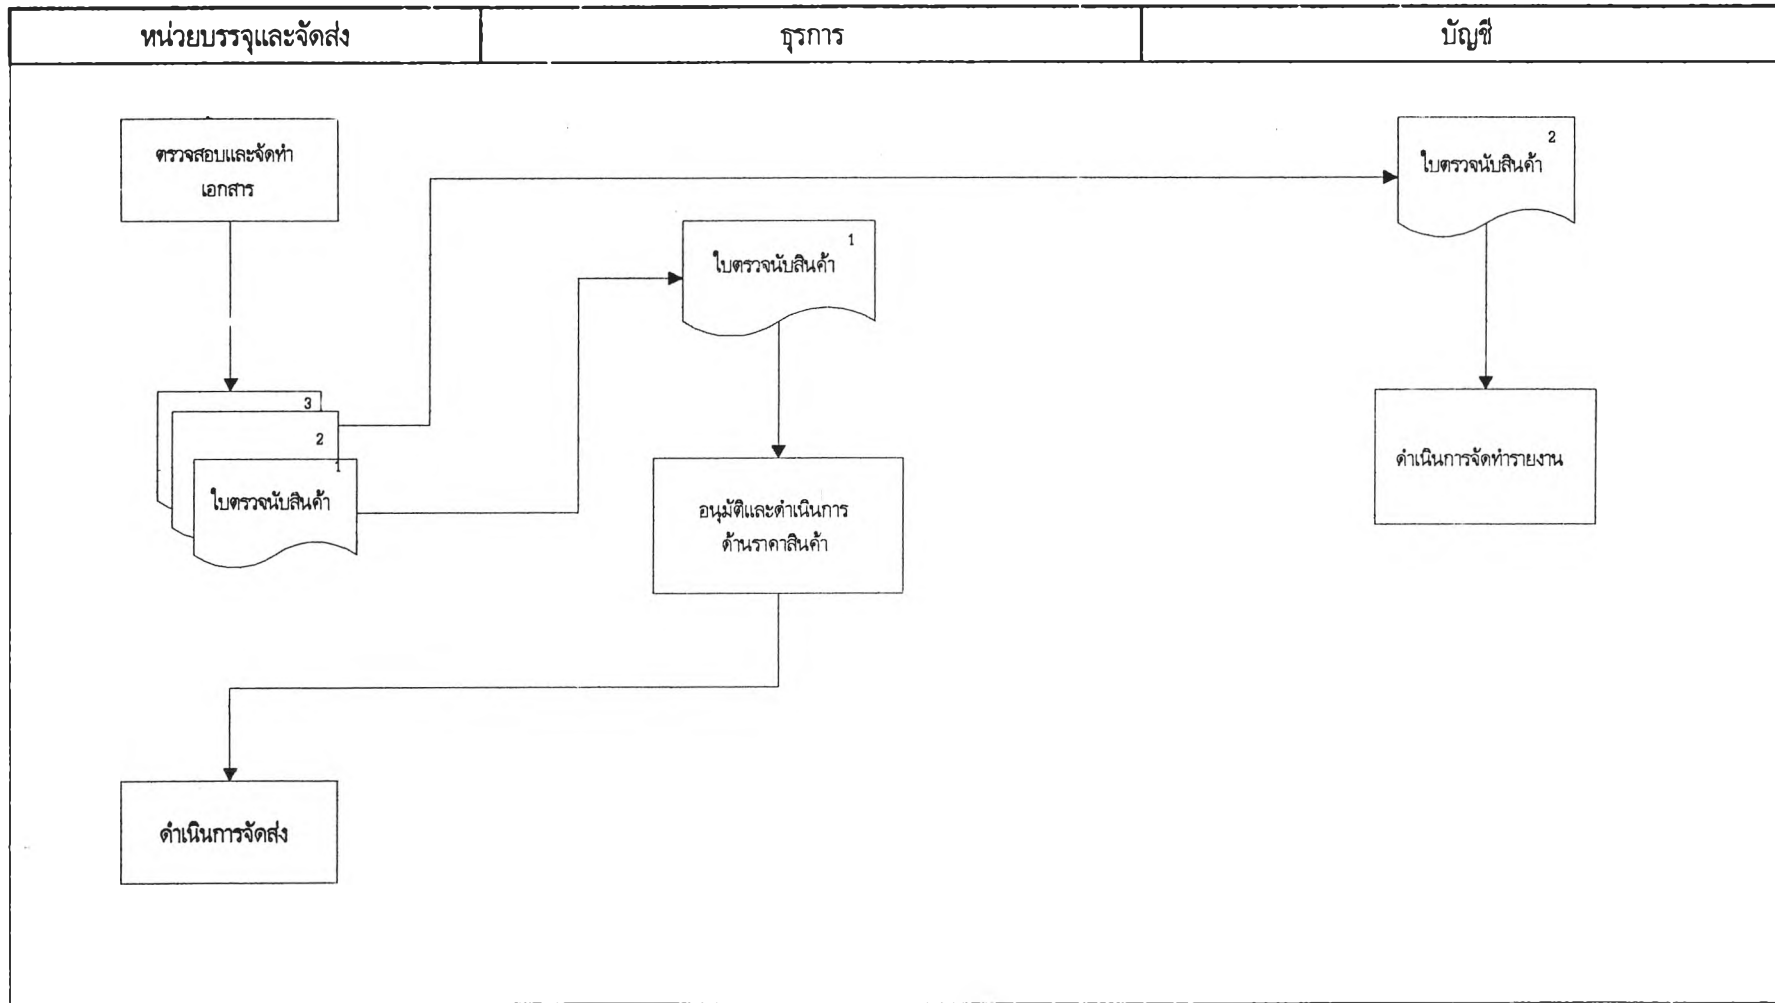 หน่วยบรรจุและจัดส่ง
ธุรการ
บัญชี
ตรวจสอบและจัดทำ
เอกสาร
3
2
1
ใบตรวจนับสินค้า
1
ใบตรวจนับสินค้า
อนุมัติและดำเนินการ
ด้านราคาสินค้า
2
ใบตรวจนับสินค้า
ดำเนินการจัดทำรายงาน
ดำเนินการจัดส่ง